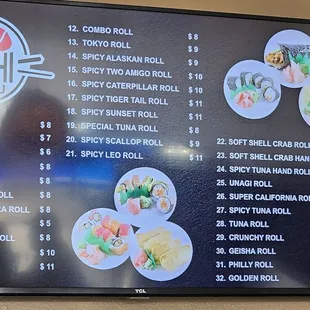 12. COMBO ROLL $ 8
13. TOKYO ROLL $ 9
14. SPICY ALASKAN ROLL $ 9
15. SPICY TWO AMIGO ROLL $ 10
16. SPICY CATERPILLAR ROLL $ 10
17. SPICY TIGER TAIL ROLL $ 11
18. SPICY SUNSET ROLL $ 11
19. SPECIAL TUNA ROLL $ 8
20. SPICY SCALLOP ROLL $ 9
21. SPICY LEO ROLL $ 11
$ 8
$ 7
$ 6
$ 8
$ 8
ROLL $ 8
RA ROLL $ 8
$ 5
ROLL $ 8
$ 10
$ 11
22. SOFT SHELL CRAB ROLL
23. SOFT SHELL CRAB HAN
24. SPICY TUNA HAND ROLL
25. UNAGI ROLL
26. SUPER CALIFORNIA ROL
27. SPICY TUNA ROLL
28. TUNA ROLL
29. CRUNCHY ROLL
30. GEISHA ROLL
31. PHILLY ROLL
32. GOLDEN ROLL
TCL